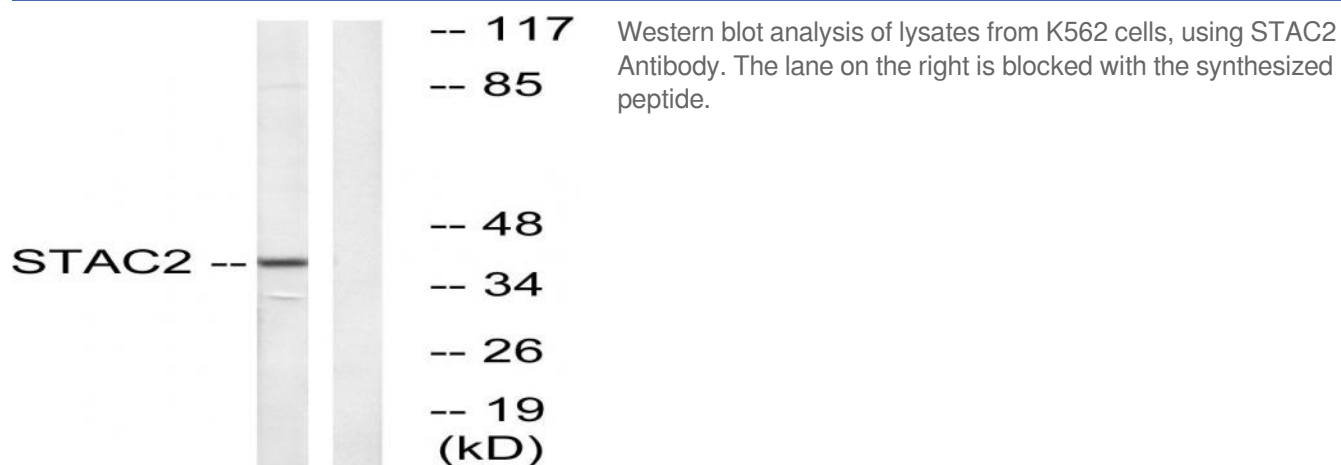 -- 117
-- 85
-- 48
STAC2 --
-- 34
-- 26
-- 19
(kD)
Western blot analysis of lysates from K562 cells, using STAC2
Antibody. The lane on the right is blocked with the synthesized
peptide.